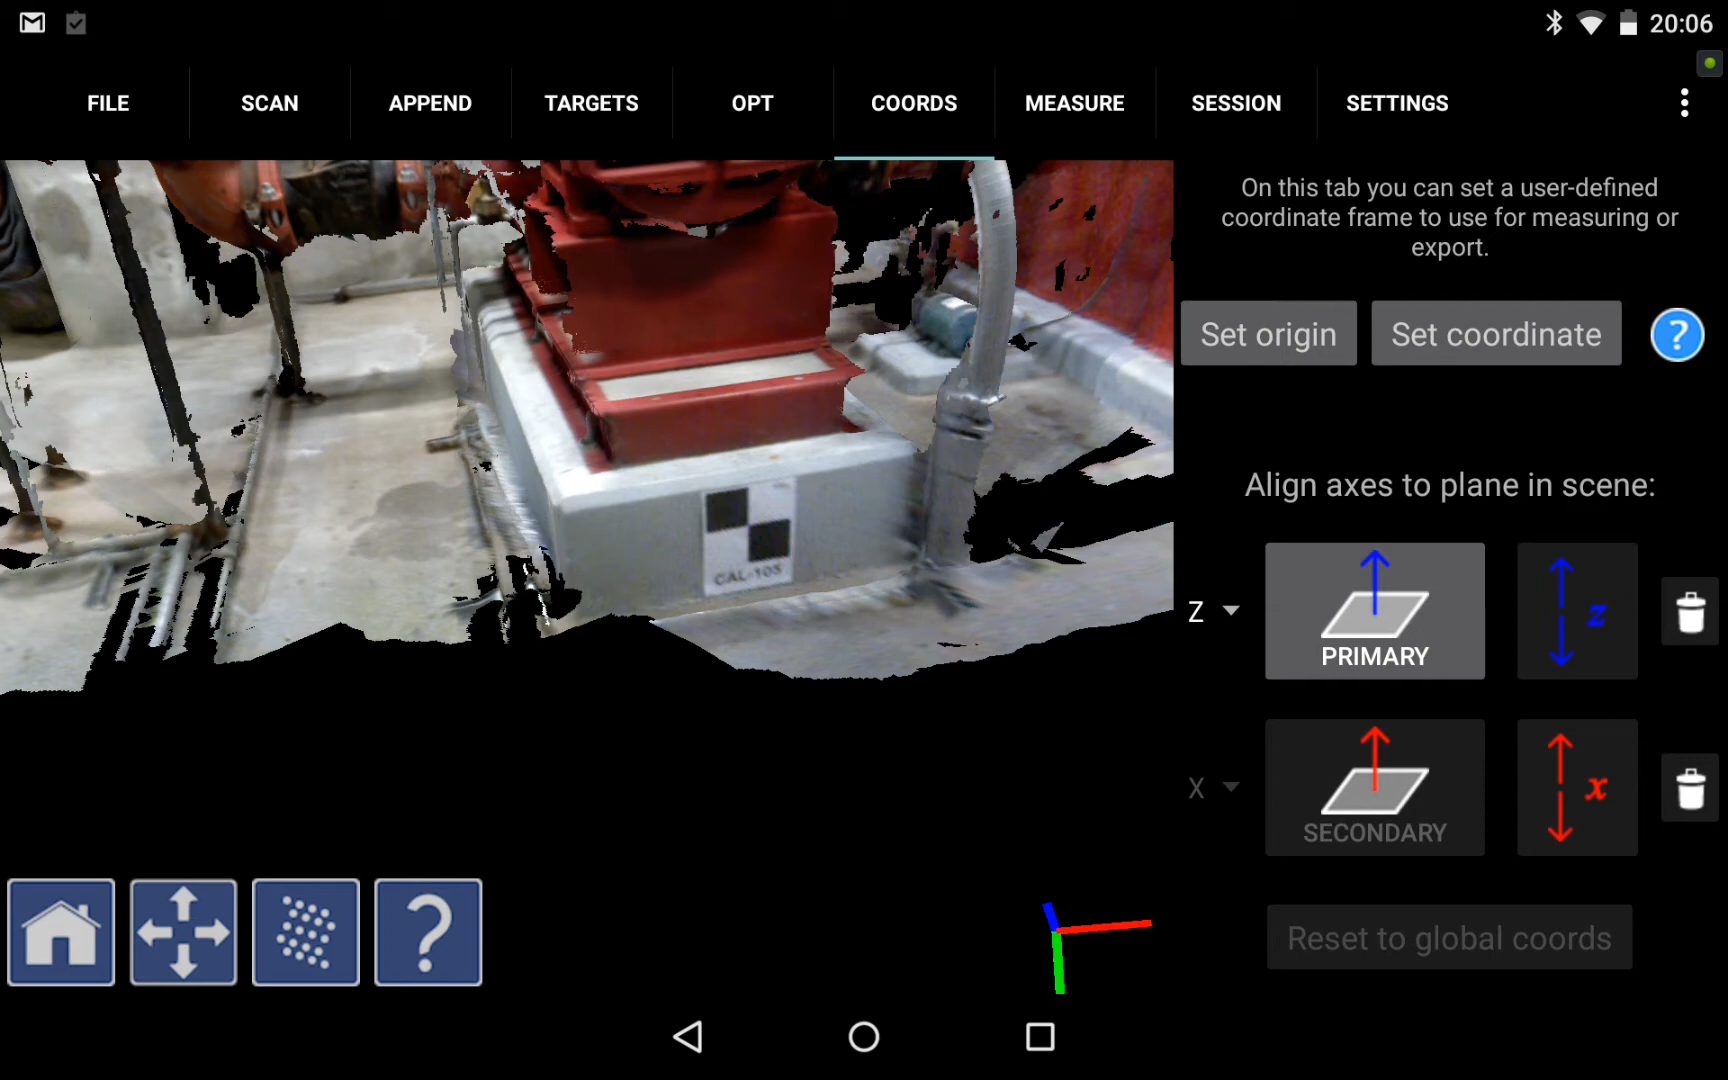 20:06
FILE
SCAN
APPEND
TARGETS
OPT
COORDS
MEASURE
SESSION
SETTINGS
On this tab you can set a user-defined
coordinate frame to use for measuring or
export.
Set origin
Set coordinate
?
Align axes to plane in scene:
Z
PRIMARY
z
X
SECONDARY
x
Reset to global coords
CAL-105
?